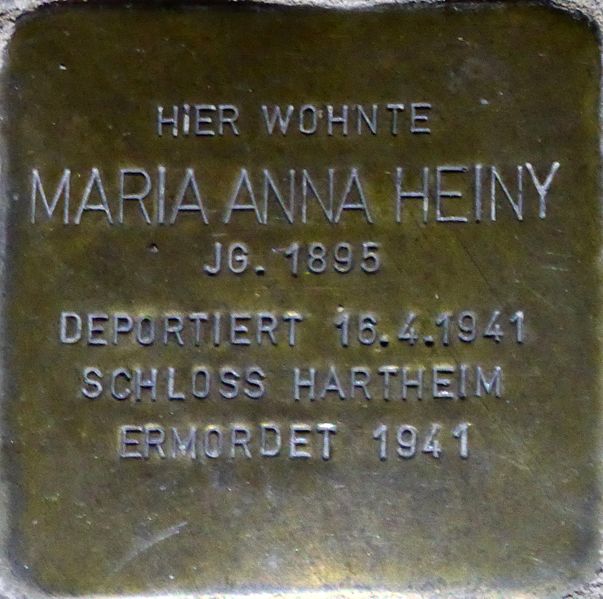 HIER WOHNTE
MARIA ANNA HEINY
JG. 1895
DEPORTIERT 16.4.1941
SCHLOSS HARTHEIM
ERMORDET 1941